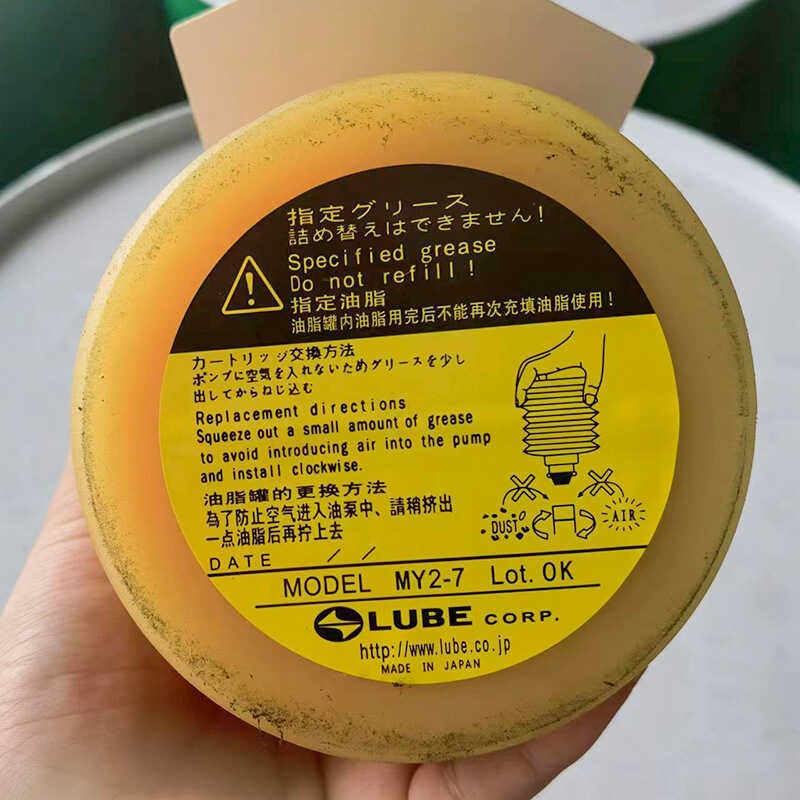 指定グリース
詰め替えはできません!
Specified grease
Do not refill!
指定油脂
油脂罐内油脂用完后不能再次充填油脂使用!
カートリッジ交換方法
ポンプに空気を入れないためグリースを少し
出してからねじ込む
Replacement directions
Squeeze out a small amount of grease
to avoid introducing air into the pump
and install clockwise.
油脂罐的更换方法
為了防止空气进入油泵中、請稍挤出
一点油脂后再拧上去
DUST
AIR
DATE / /
MODEL MY2-7 Lot. OK
LUBE CORP.
http://www.lube.co.jp
MADE IN JAPAN